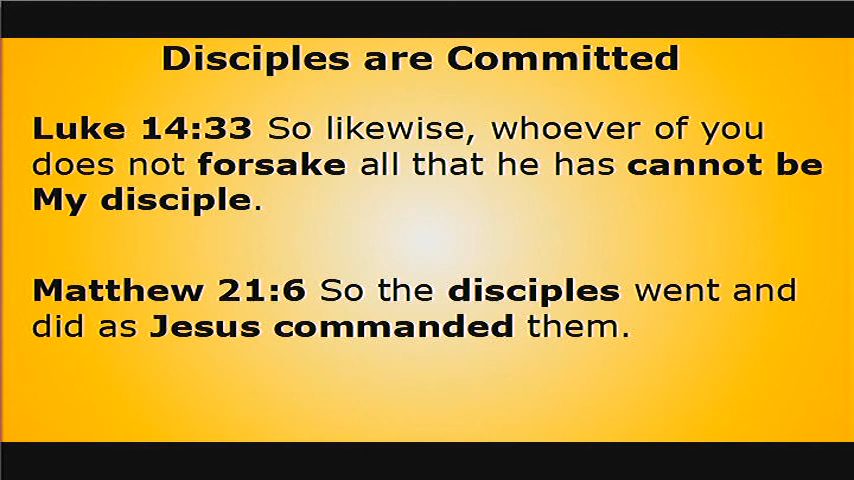 Disciples are Committed
Luke 14:33 So likewise, whoever of you
does not forsake all that he has cannot be
My disciple.
Matthew 21:6 So the disciples went and
did as Jesus commanded them.